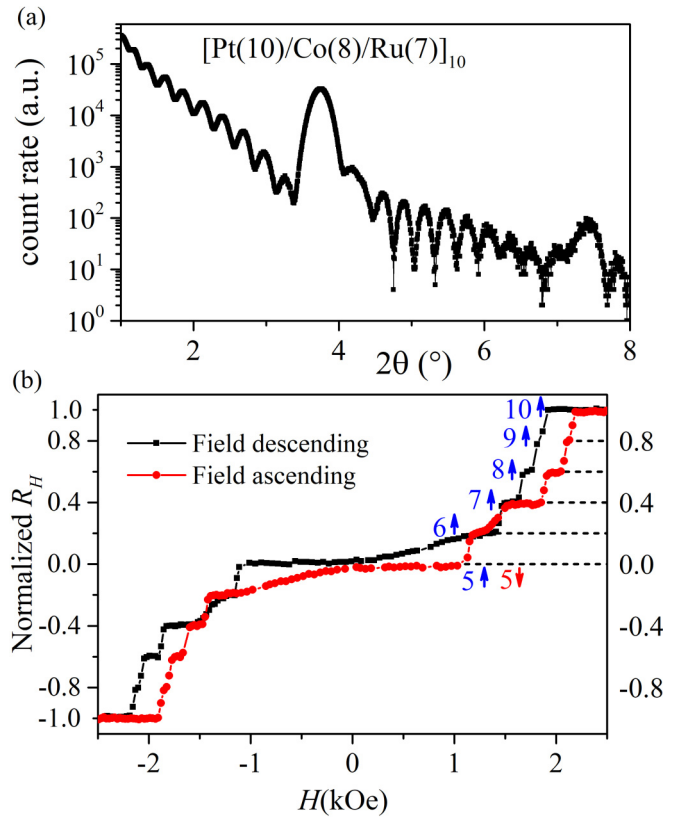 (a)
[Pt(10)/Co(8)/Ru(7)]10
count rate (a.u.)
10^5
10^4
10^3
10^2
10^1
10^0
2 4 6 8
2θ (°)
(b)
Normalized R_H
1.0
0.8
0.4
0.0
-0.4
-0.8
-1.0
Field descending
Field ascending
10
9
8
7
6
5 5
0.8
0.4
0.0
-0.4
-0.8
-2 -1 0 1 2
H(kOe)